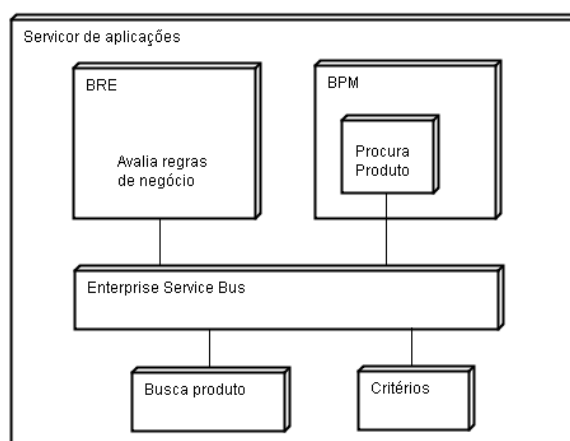 Servicor de aplicações
BRE
Avalia regras
de negócio
BPM
Procura
Produto
Enterprise Service Bus
Busca produto
Critérios